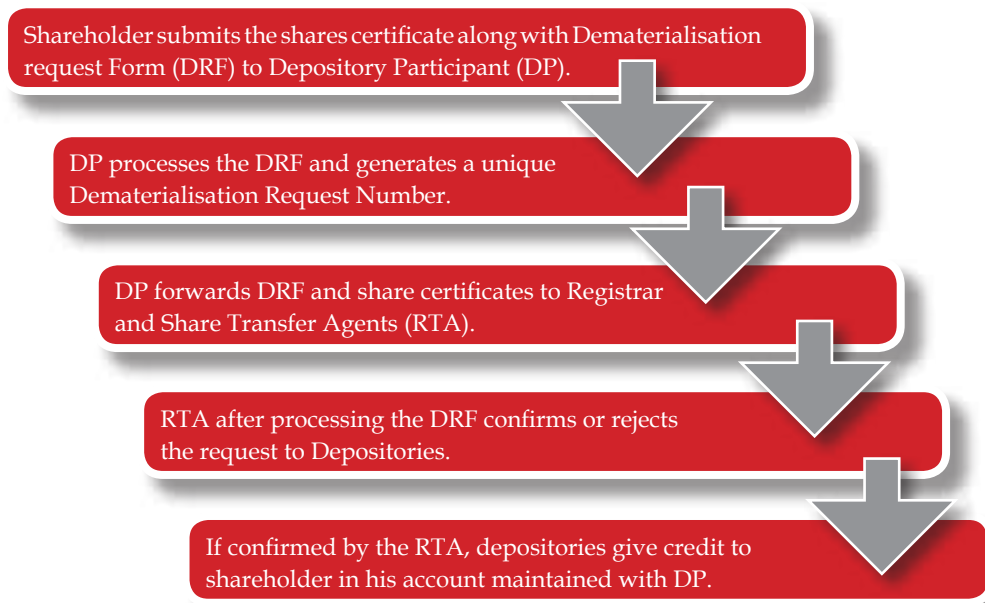 Shareholder submits the shares certificate along with Dematerialisation
request Form (DRF) to Depository Participant (DP).
DP processes the DRF and generates a unique
Dematerialisation Request Number.
DP forwards DRF and share certificates to Registrar
and Share Transfer Agents (RTA).
RTA after processing the DRF confirms or rejects
the request to Depositories.
If confirmed by the RTA, depositories give credit to
shareholder in his account maintained with DP.